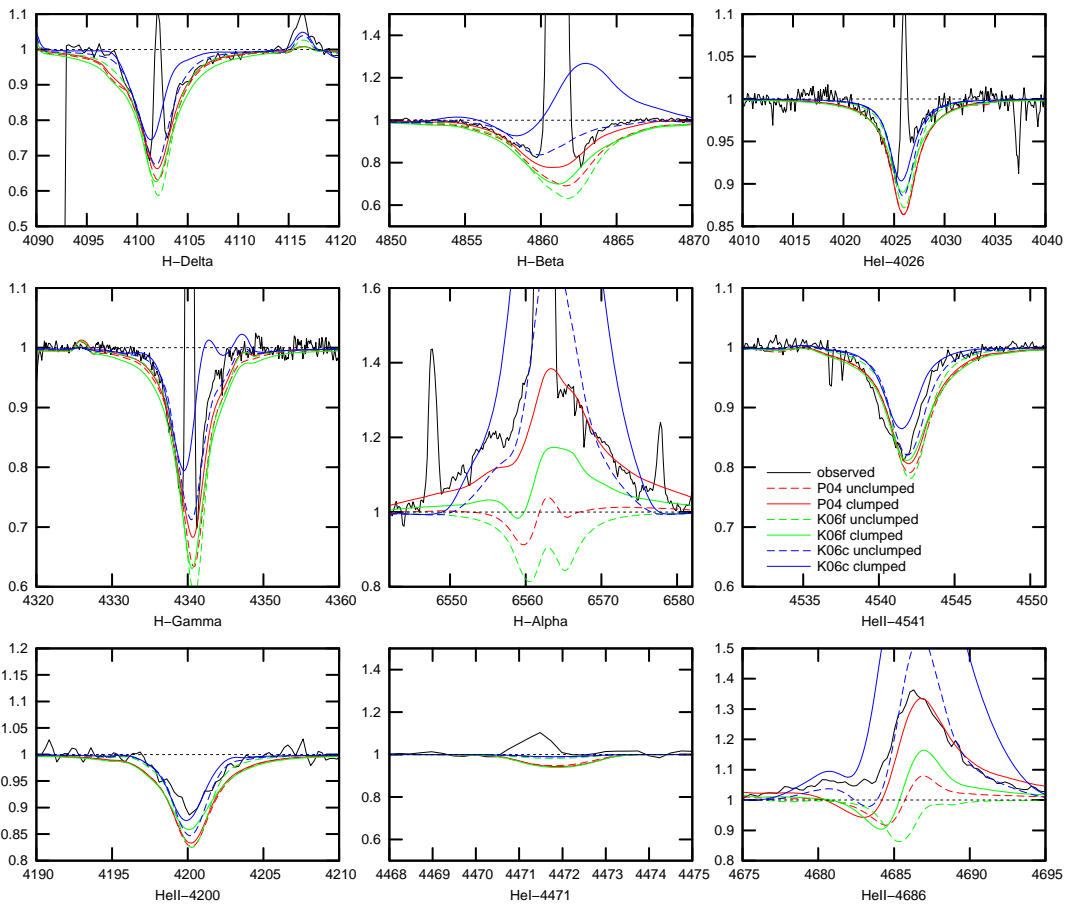 1.1
1
0.9
0.8
0.7
0.6
0.5
4090 4095 4100 4105 4110 4115 4120
H−Delta
1.4
1.2
1
0.8
0.6
4850 4855 4860 4865 4870
H−Beta
1.1
1.05
1
0.95
0.9
0.85
4010 4015 4020 4025 4030 4035 4040
HeI−4026
1.1
1
0.9
0.8
0.7
0.6
4320 4330 4340 4350 4360
H−Gamma
1.6
1.4
1.2
1
0.8
6550 6560 6570 6580
H−Alpha
1.1
1
0.9
0.8
0.7
0.6
4535 4540 4545 4550
HeII−4541
observed
P04 unclumped
P04 clumped
K06f unclumped
K06f clumped
K06c unclumped
K06c clumped
1.2
1.15
1.1
1.05
1
0.95
0.9
0.85
0.8
4190 4195 4200 4205 4210
HeII−4200
1.4
1.2
1
0.8
0.6
4468 4469 4470 4471 4472 4473 4474 4475
HeI−4471
1.5
1.4
1.3
1.2
1.1
1
0.9
0.8
4675 4680 4685 4690 4695
HeII−4686